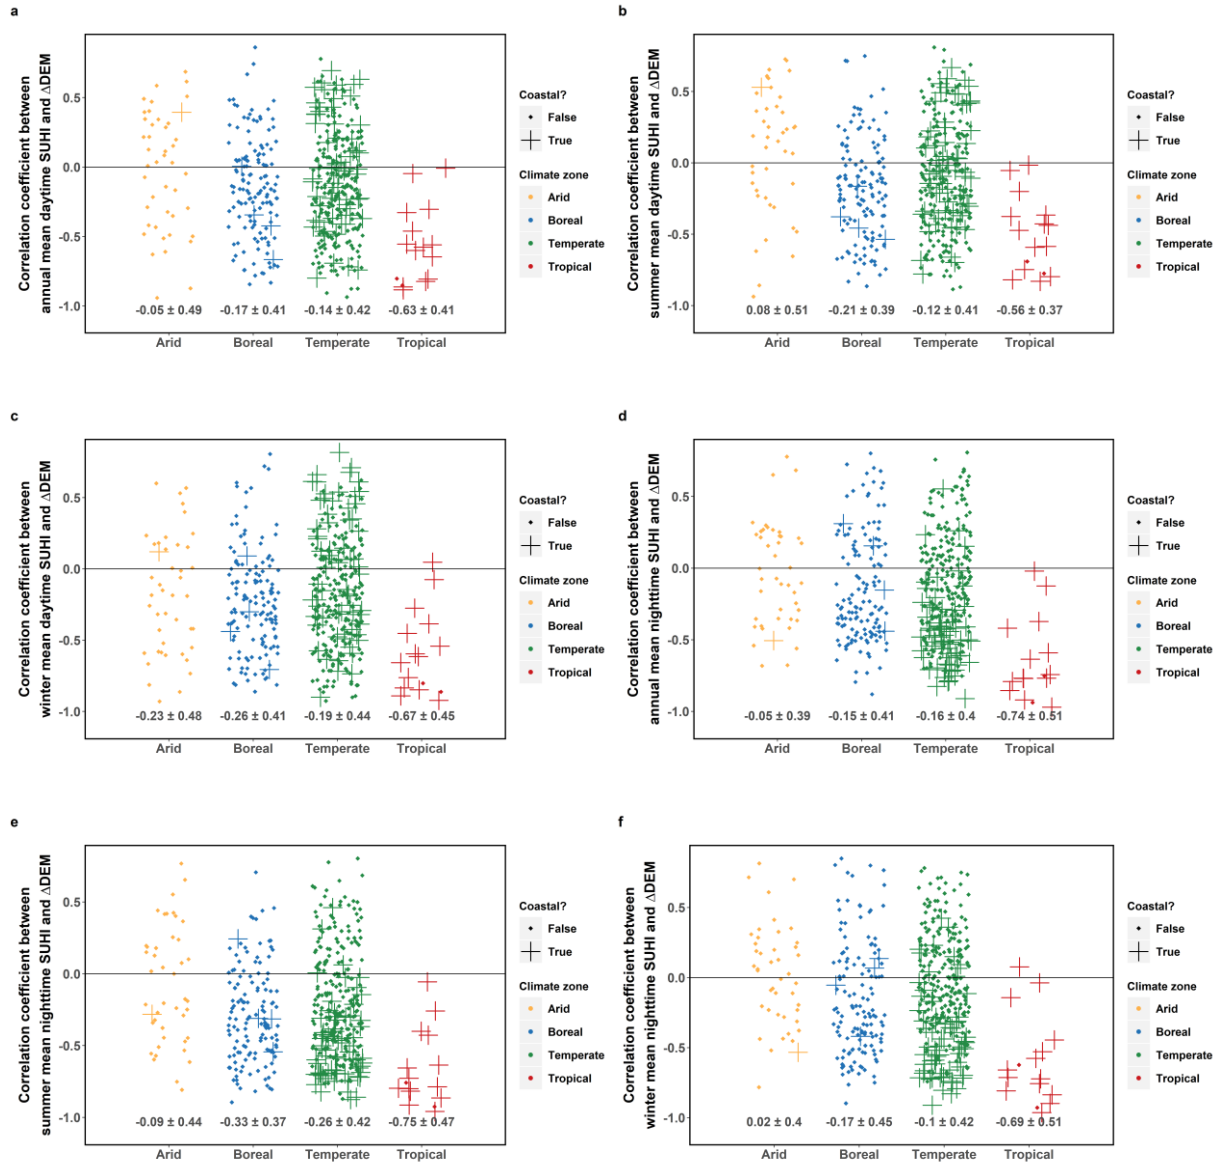 a
Correlation coefficient between
annual mean daytime SUHI and ΔDEM
0.5
0.0
-0.5
-1.0
-0.05 ± 0.49 -0.17 ± 0.41 -0.14 ± 0.42 -0.63 ± 0.41
Arid Boreal Temperate Tropical
Coastal?
False
True
Climate zone
Arid
Boreal
Temperate
Tropical
b
Correlation coefficient between
summer mean daytime SUHI and ΔDEM
0.5
0.0
-0.5
-1.0
0.08 ± 0.51 -0.21 ± 0.39 -0.12 ± 0.41 -0.56 ± 0.37
Arid Boreal Temperate Tropical
Coastal?
False
True
Climate zone
Arid
Boreal
Temperate
Tropical
c
Correlation coefficient between
winter mean daytime SUHI and ΔDEM
0.5
0.0
-0.5
-1.0
-0.23 ± 0.48 -0.26 ± 0.41 -0.19 ± 0.44 -0.67 ± 0.45
Arid Boreal Temperate Tropical
Coastal?
False
True
Climate zone
Arid
Boreal
Temperate
Tropical
d
Correlation coefficient between
annual mean nighttime SUHI and ΔDEM
0.5
0.0
-0.5
-1.0
-0.05 ± 0.39 -0.15 ± 0.41 -0.16 ± 0.4 -0.74 ± 0.51
Arid Boreal Temperate Tropical
Coastal?
False
True
Climate zone
Arid
Boreal
Temperate
Tropical
e
Correlation coefficient between
summer mean nighttime SUHI and ΔDEM
0.5
0.0
-0.5
-1.0
-0.09 ± 0.44 -0.33 ± 0.37 -0.26 ± 0.42 -0.75 ± 0.47
Arid Boreal Temperate Tropical
Coastal?
False
True
Climate zone
Arid
Boreal
Temperate
Tropical
f
Correlation coefficient between
winter mean nighttime SUHI and ΔDEM
0.5
0.0
-0.5
-1.0
0.02 ± 0.4 -0.17 ± 0.45 -0.1 ± 0.42 -0.69 ± 0.51
Arid Boreal Temperate Tropical
Coastal?
False
True
Climate zone
Arid
Boreal
Temperate
Tropical